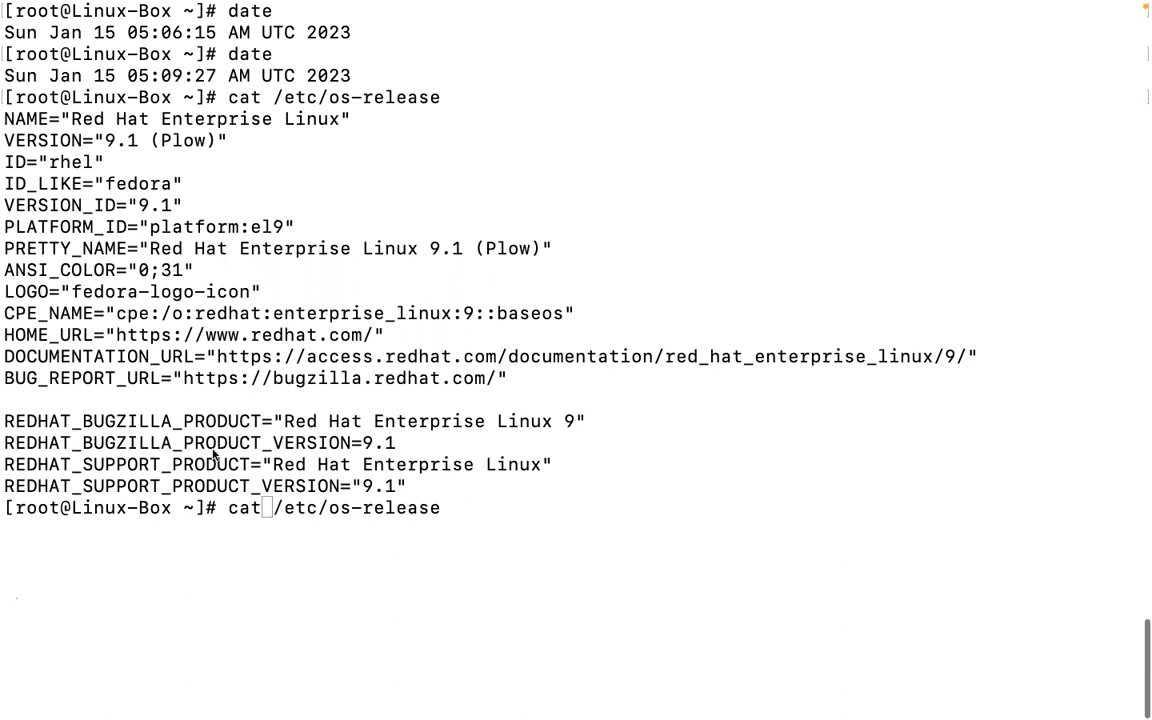 [root@Linux-Box ~]# date
Sun Jan 15 05:06:15 AM UTC 2023
[root@Linux-Box ~]# date
Sun Jan 15 05:09:27 AM UTC 2023
[root@Linux-Box ~]# cat /etc/os-release
NAME="Red Hat Enterprise Linux"
VERSION="9.1 (Plow)"
ID="rhel"
ID_LIKE="fedora"
VERSION_ID="9.1"
PLATFORM_ID="platform:el9"
PRETTY_NAME="Red Hat Enterprise Linux 9.1 (Plow)"
ANSI_COLOR="0;31"
LOGO="fedora-logo-icon"
CPE_NAME="cpe:/o:redhat:enterprise_linux:9::baseos"
HOME_URL="https://www.redhat.com/"
DOCUMENTATION_URL="https://access.redhat.com/documentation/red_hat_enterprise_linux/9/"
BUG_REPORT_URL="https://bugzilla.redhat.com/"

REDHAT_BUGZILLA_PRODUCT="Red Hat Enterprise Linux 9"
REDHAT_BUGZILLA_PRODUCT_VERSION=9.1
REDHAT_SUPPORT_PRODUCT="Red Hat Enterprise Linux"
REDHAT_SUPPORT_PRODUCT_VERSION="9.1"
[root@Linux-Box ~]# cat /etc/os-release